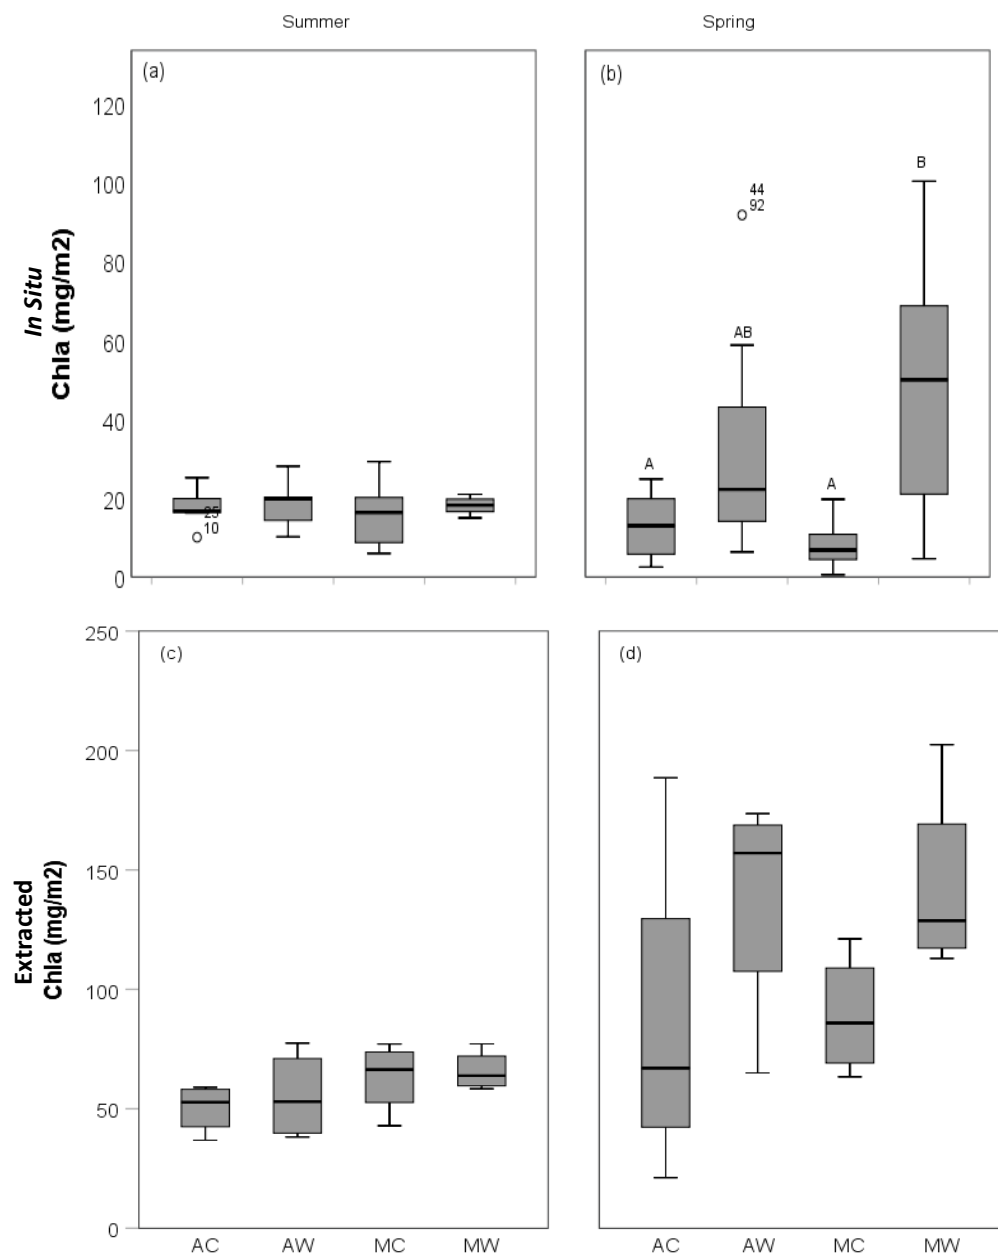 Summer
Spring
(a)
(b)
In Situ
Chla (mg/m2)
120
100
80
60
40
20
0
25
10
A
44
92
AB
A
B
(c)
(d)
Extracted
Chla (mg/m2)
250
200
150
100
50
0
AC
AW
MC
MW
AC
AW
MC
MW